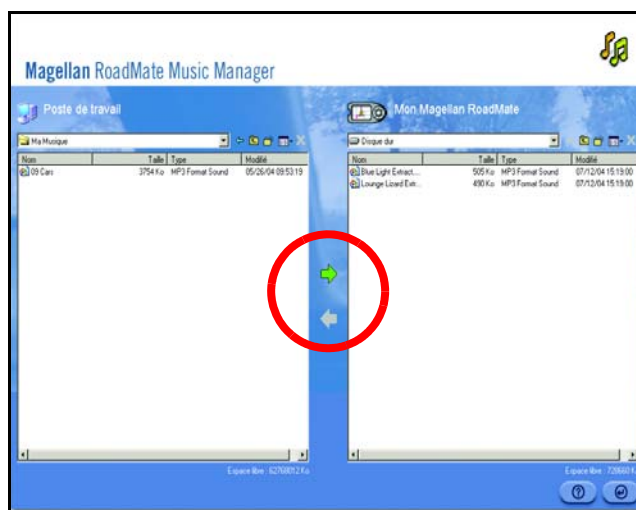 Magellan RoadMate Music Manager
Poste de travail
Ma Musique
Nom Taille Type Modifié
09 Cars 3754 Ko MP3 Format Sound 05/26/04 09:53:19
Espace libre : 62768012 Ko
Mon Magellan RoadMate
Disque dur
Nom Taille Type Modifié
Blue Light Extract.... 505 Ko MP3 Format Sound 07/12/04 15:19:00
Lounge Lizard Extr... 490 Ko MP3 Format Sound 07/12/04 15:19:00
Espace libre : 728660 K